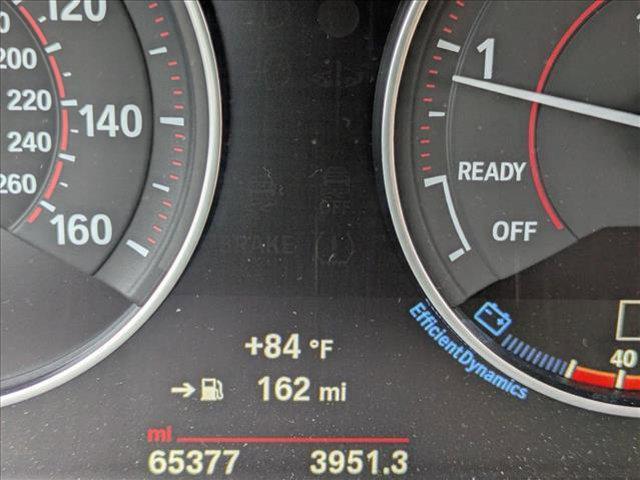 120
200
220
140
240
260
160
1
READY
OFF
OFF
+84 °F
162 mi
mi
65377 3951.3
EfficientDynamics
40